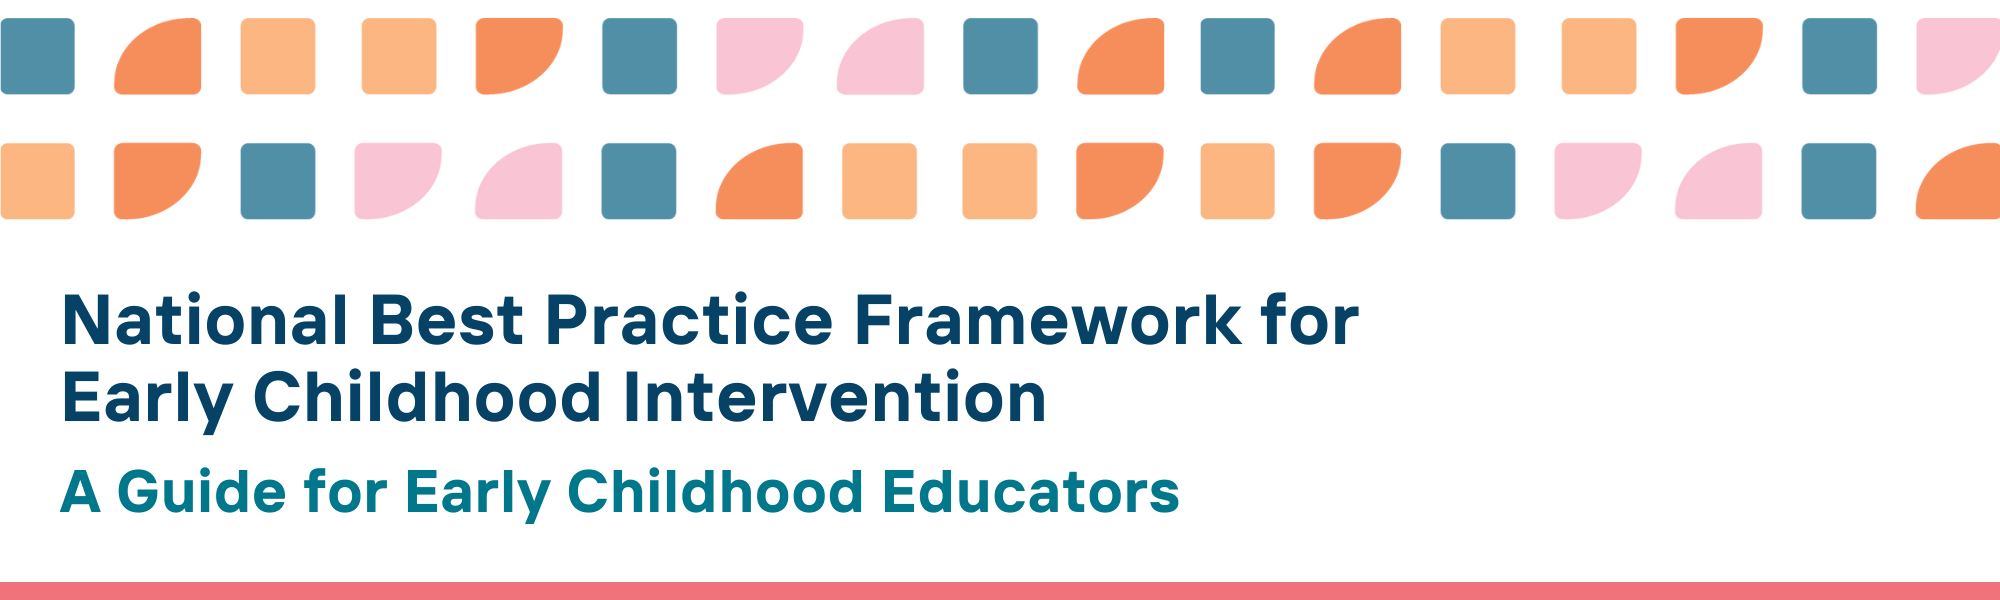 National Best Practice Framework for
Early Childhood Intervention
A Guide for Early Childhood Educators